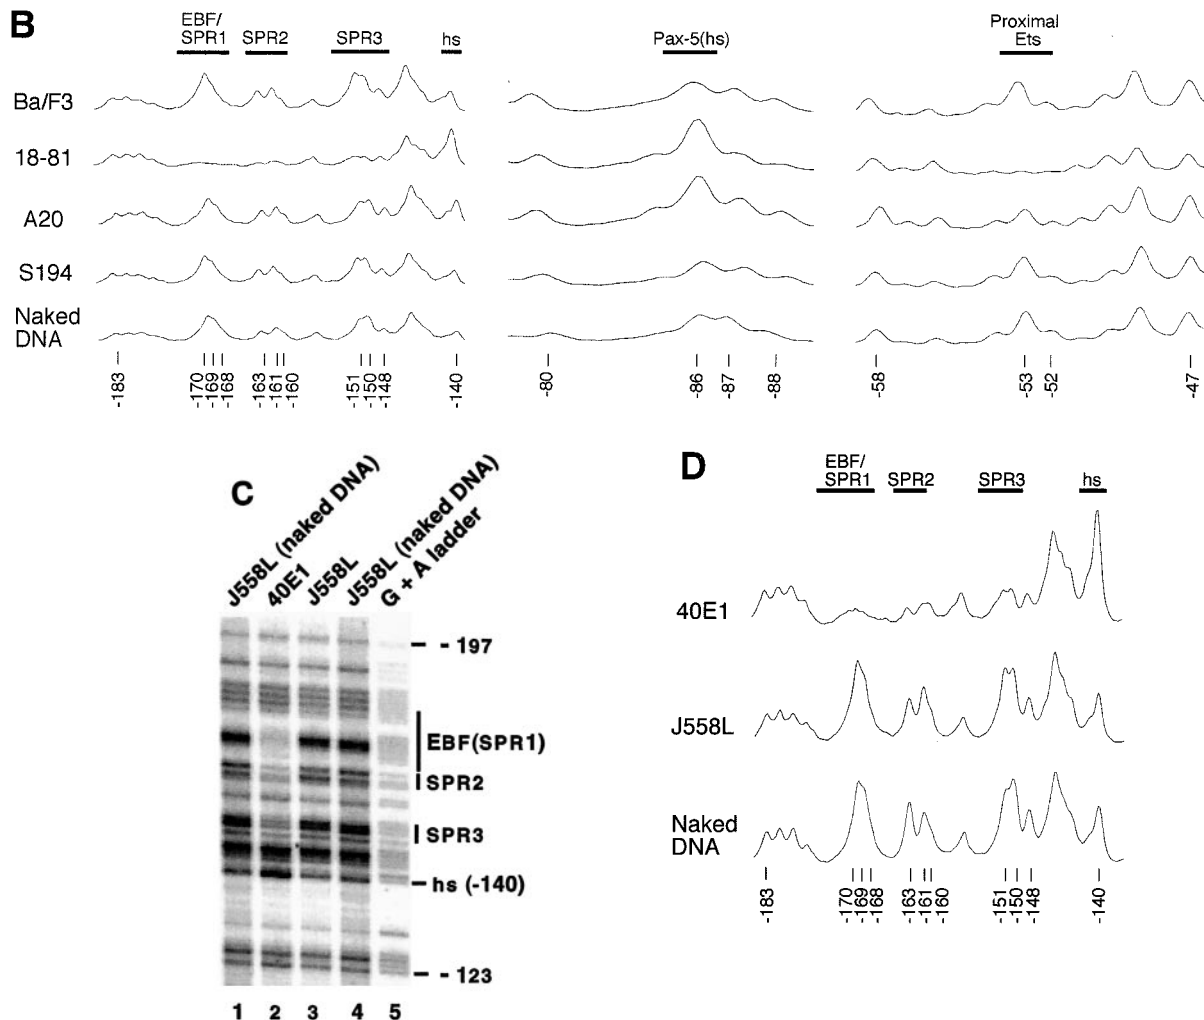 B
EBF/
SPR1
SPR2
SPR3
hs
Pax-5(hs)
Proximal
Ets
Ba/F3
18-81
A20
S194
Naked
DNA
-183
-170
-169
-168
-163
-161
-160
-151
-150
-148
-140
-80
-86
-87
-88
-58
-53
-52
-47
C
J558L (naked DNA)
40E1
J558L
J558L (naked DNA)
G + A ladder
- 197
EBF(SPR1)
SPR2
SPR3
hs (-140)
- 123
1 2 3 4 5
D
EBF/
SPR1
SPR2
SPR3
hs
40E1
J558L
Naked
DNA
-183
-170
-169
-168
-163
-161
-160
-151
-150
-148
-140